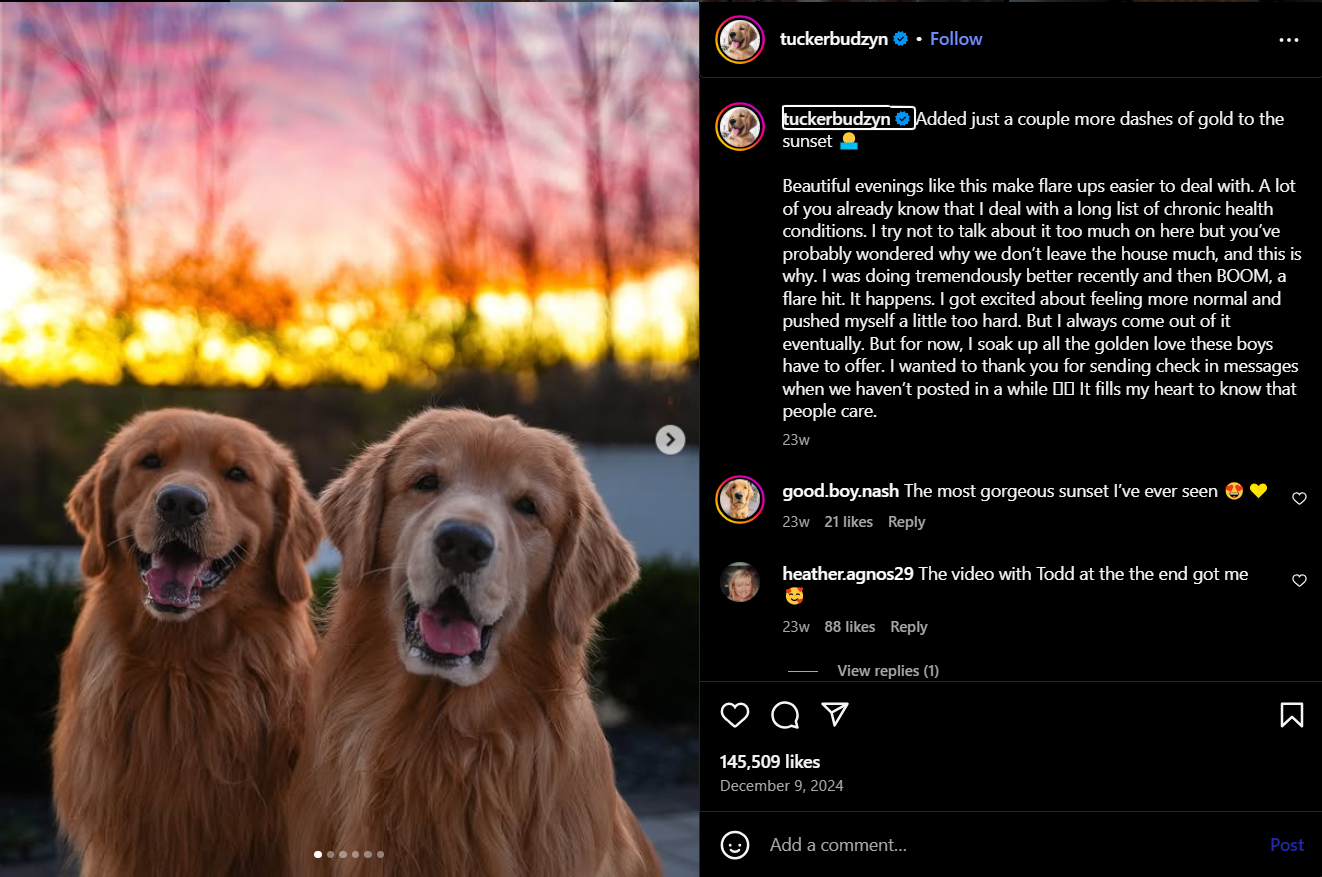 tuckerbudzyn • Follow
tuckerbudzyn Added just a couple more dashes of gold to the
sunset
Beautiful evenings like this make flare ups easier to deal with. A lot
of you already know that I deal with a long list of chronic health
conditions. I try not to talk about it too much on here but you’ve
probably wondered why we don’t leave the house much, and this is
why. I was doing tremendously better recently and then BOOM, a
flare hit. It happens. I got excited about feeling more normal and
pushed myself a little too hard. But I always come out of it
eventually. But for now, I soak up all the golden love these boys
have to offer. I wanted to thank you for sending check in messages
when we haven’t posted in a while ▯▯ It fills my heart to know that
people care.
23w
good.boy.nash The most gorgeous sunset I’ve ever seen 😍 💛
23w 21 likes Reply
heather.agnos29 The video with Todd at the the end got me
🥰
23w 88 likes Reply
View replies (1)
145,509 likes
December 9, 2024
Add a comment...
Post